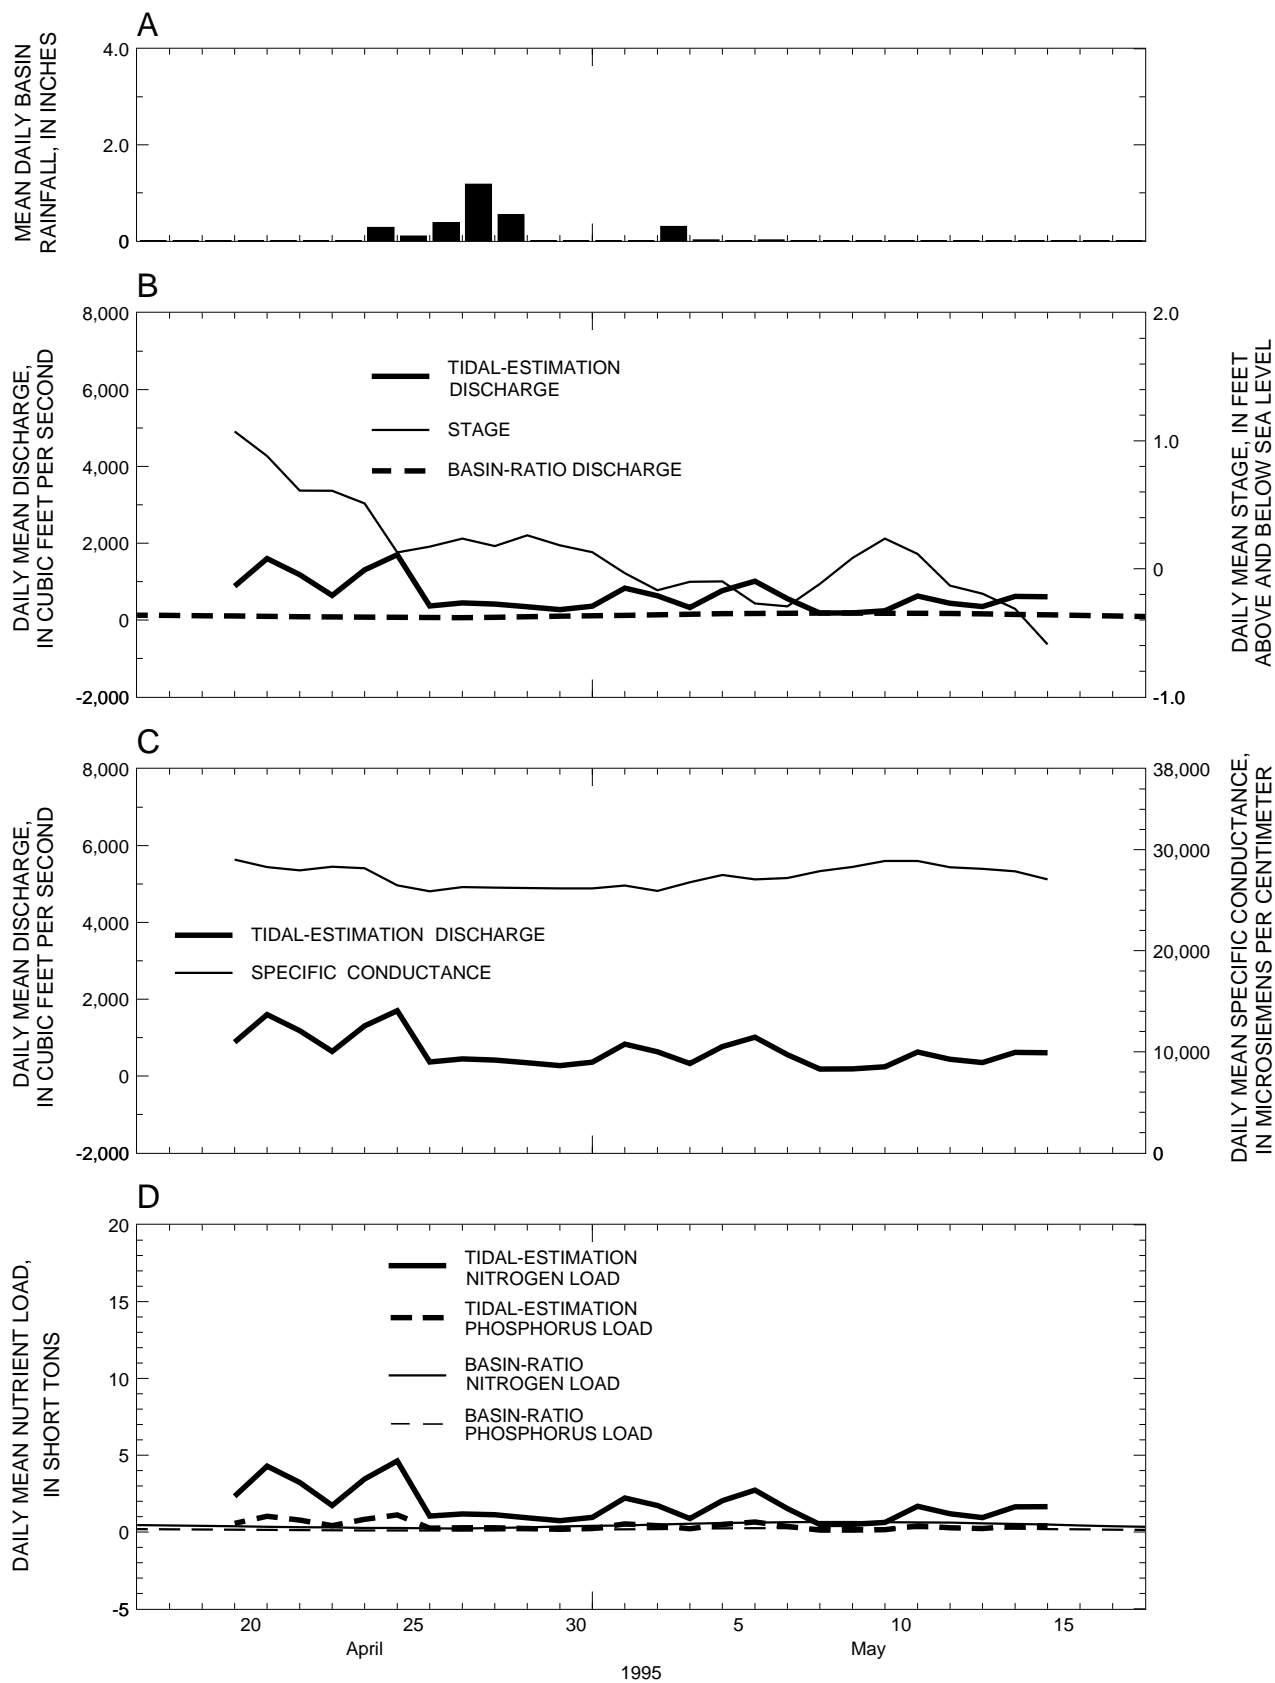 A
MEAN DAILY BASIN
RAINFALL, IN INCHES
4.0
2.0
0
B
DAILY MEAN DISCHARGE,
IN CUBIC FEET PER SECOND
8,000
6,000
4,000
2,000
0
-2,000
TIDAL-ESTIMATION
DISCHARGE
STAGE
BASIN-RATIO DISCHARGE
2.0
1.0
0
-1.0
DAILY MEAN STAGE, IN FEET
ABOVE AND BELOW SEA LEVEL
C
DAILY MEAN DISCHARGE,
IN CUBIC FEET PER SECOND
8,000
6,000
4,000
2,000
0
-2,000
TIDAL-ESTIMATION DISCHARGE
SPECIFIC CONDUCTANCE
38,000
30,000
20,000
10,000
0
DAILY MEAN SPECIFIC CONDUCTANCE,
IN MICROSIEMENS PER CENTIMETER
D
DAILY MEAN NUTRIENT LOAD,
IN SHORT TONS
20
15
10
5
0
-5
TIDAL-ESTIMATION
NITROGEN LOAD
TIDAL-ESTIMATION
PHOSPHORUS LOAD
BASIN-RATIO
NITROGEN LOAD
BASIN-RATIO
PHOSPHORUS LOAD
20 25 30 5 10 15
April May
1995